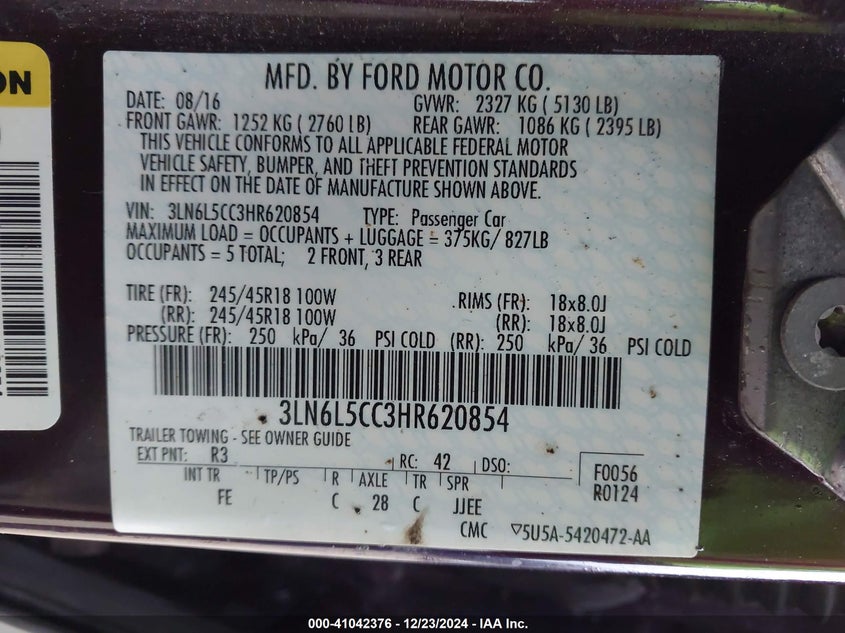 ON
MFD. BY FORD MOTOR CO.
DATE: 08/16 GVWR: 2327 KG ( 5130 LB)
FRONT GAWR: 1252 KG ( 2760 LB) REAR GAWR: 1086 KG ( 2395 LB)
THIS VEHICLE CONFORMS TO ALL APPLICABLE FEDERAL MOTOR
VEHICLE SAFETY, BUMPER, AND THEFT PREVENTION STANDARDS
IN EFFECT ON THE DATE OF MANUFACTURE SHOWN ABOVE.
VIN: 3LN6L5CC3HR620854 TYPE: Passenger Car
MAXIMUM LOAD = OCCUPANTS + LUGGAGE = 375KG/ 827LB
OCCUPANTS = 5 TOTAL; 2 FRONT, 3 REAR
TIRE (FR): 245/45R18 100W RIMS (FR): 18x8.0J
(RR): 245/45R18 100W (RR): 18x8.0J
PRESSURE (FR): 250 kPa/ 36 PSI COLD (RR): 250 kPa/ 36 PSI COLD
3LN6L5CC3HR620854
TRAILER TOWING - SEE OWNER GUIDE
EXT PNT: R3 RC: 42 DSO: F0056
INT TR TP/PS R AXLE TR SPR R0124
FE C 28 C JJEE
CMC ▽5U5A-5420472-AA
000-41042376 - 12/23/2024 - IAA Inc.